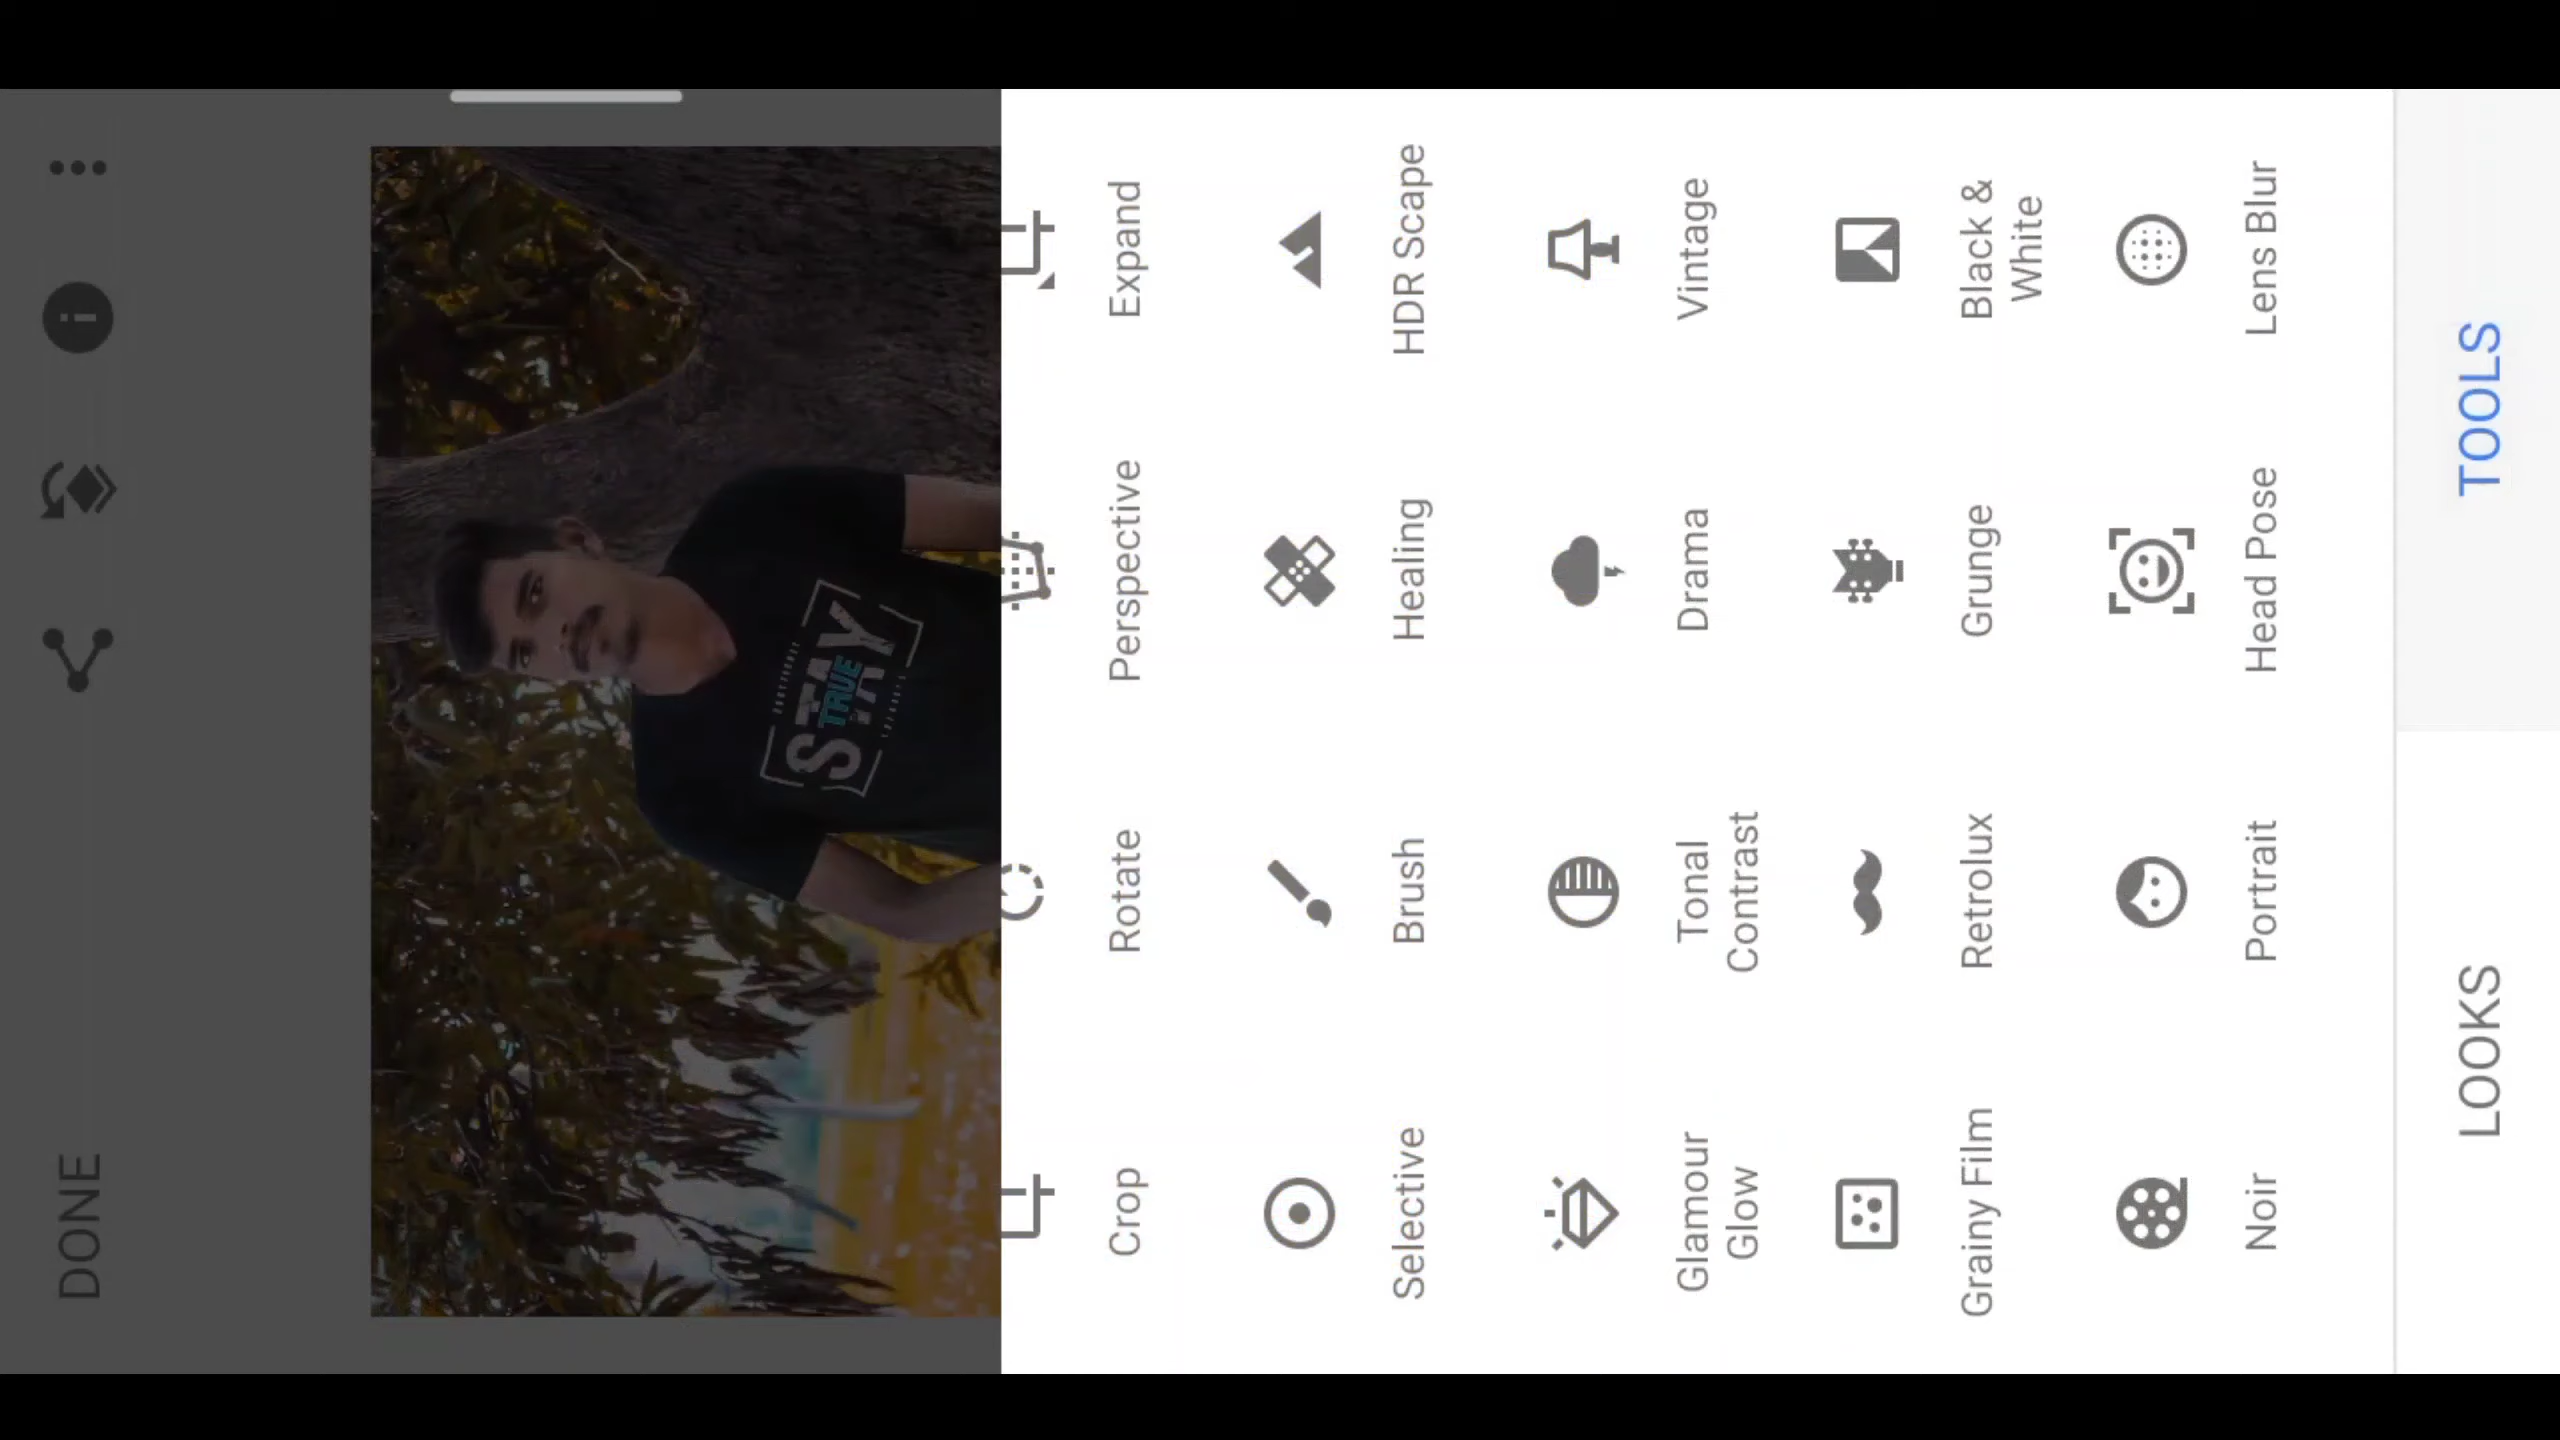 DONE
STAY
TRUE
Crop
Rotate
Perspective
Expand
Selective
Brush
Healing
HDR Scape
Glamour
Glow
Tonal
Contrast
Drama
Vintage
Grainy Film
Retrolux
Grunge
Black &
White
Noir
Portrait
Head Pose
Lens Blur
LOOKS
TOOLS